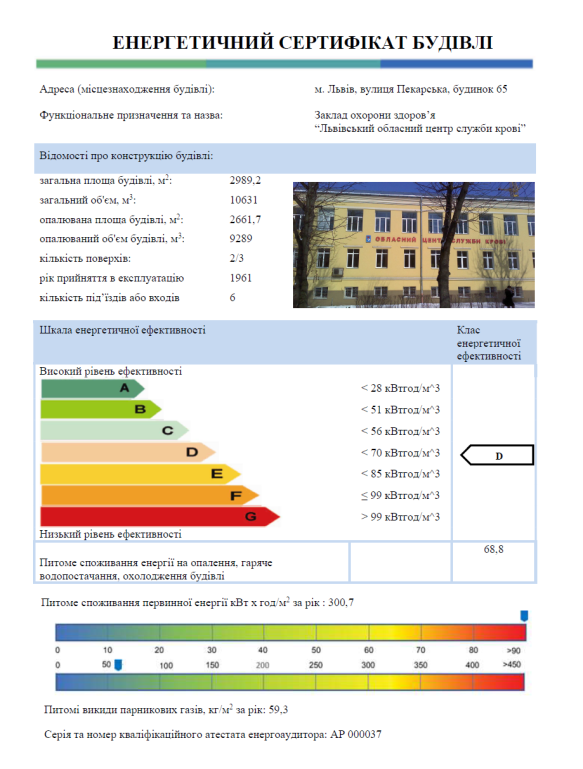 ЕНЕРГЕТИЧНИЙ СЕРТИФІКАТ БУДІВЛІ
Адреса (місцезнаходження будівлі): м. Львів, вулиця Пекарська, будинок 65
Функціональне призначення та назва: Заклад охорони здоров’я
“Львівський обласний центр служби крові”
Відомості про конструкцію будівлі:
загальна площа будівлі, м²: 2989,2
загальний об'єм, м³: 10631
опалювана площа будівлі, м²: 2661,7
опалюваний об'єм будівлі, м³: 9289
кількість поверхів: 2/3
рік прийняття в експлуатацію 1961
кількість під’їздів або входів 6
ОБЛАСНИЙ ЦЕНТР СЛУЖБИ КРОВІ
Шкала енергетичної ефективності Клас
енергетичної
ефективності
Високий рівень ефективності
A < 28 кВтгод/м^3
B < 51 кВтгод/м^3
C < 56 кВтгод/м^3
D < 70 кВтгод/м^3 D
E < 85 кВтгод/м^3
F ≤ 99 кВтгод/м^3
G > 99 кВтгод/м^3
Низький рівень ефективності
68,8
Питоме споживання енергії на опалення, гаряче
водопостачання, охолодження будівлі
Питоме споживання первинної енергії кВт х год/м² за рік : 300,7
0 10 20 30 40 50 60 70 80 >90
0 50 100 150 200 250 300 350 400 >450
Питомі викиди парникових газів, кг/м² за рік: 59,3
Серія та номер кваліфікаційного атестата енергоаудитора: АР 000037